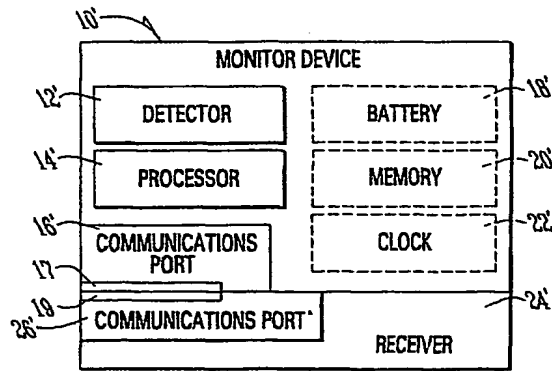 10'
MONITOR DEVICE
12'
DETECTOR
BATTERY
18'
14'
PROCESSOR
MEMORY
20'
16'
COMMUNICATIONS
PORT
CLOCK
22'
17
19
26'
COMMUNICATIONS PORT'
RECEIVER
24'